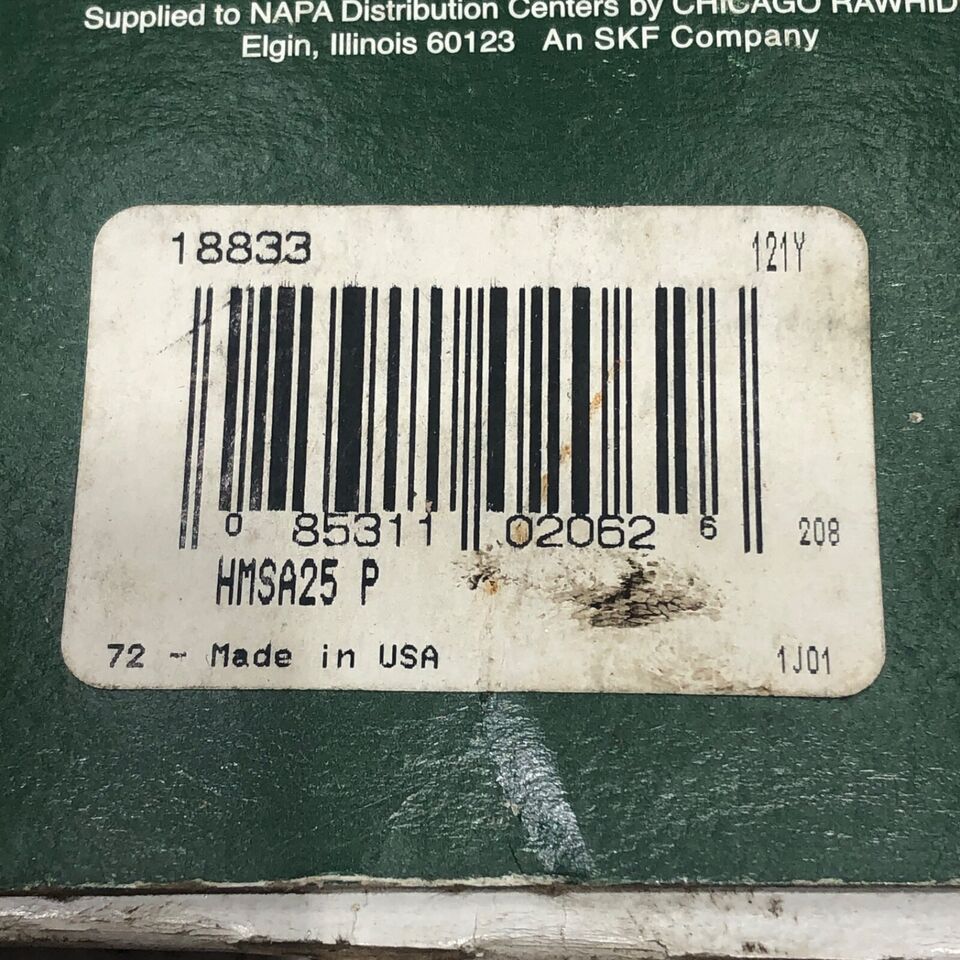 Supplied to NAPA Distribution Centers by CHICAGO RAWHID
Elgin, Illinois 60123 An SKF Company
18833 121Y
0 85311 02062 6 208
HMSA25 P
72 - Made in USA 1J01